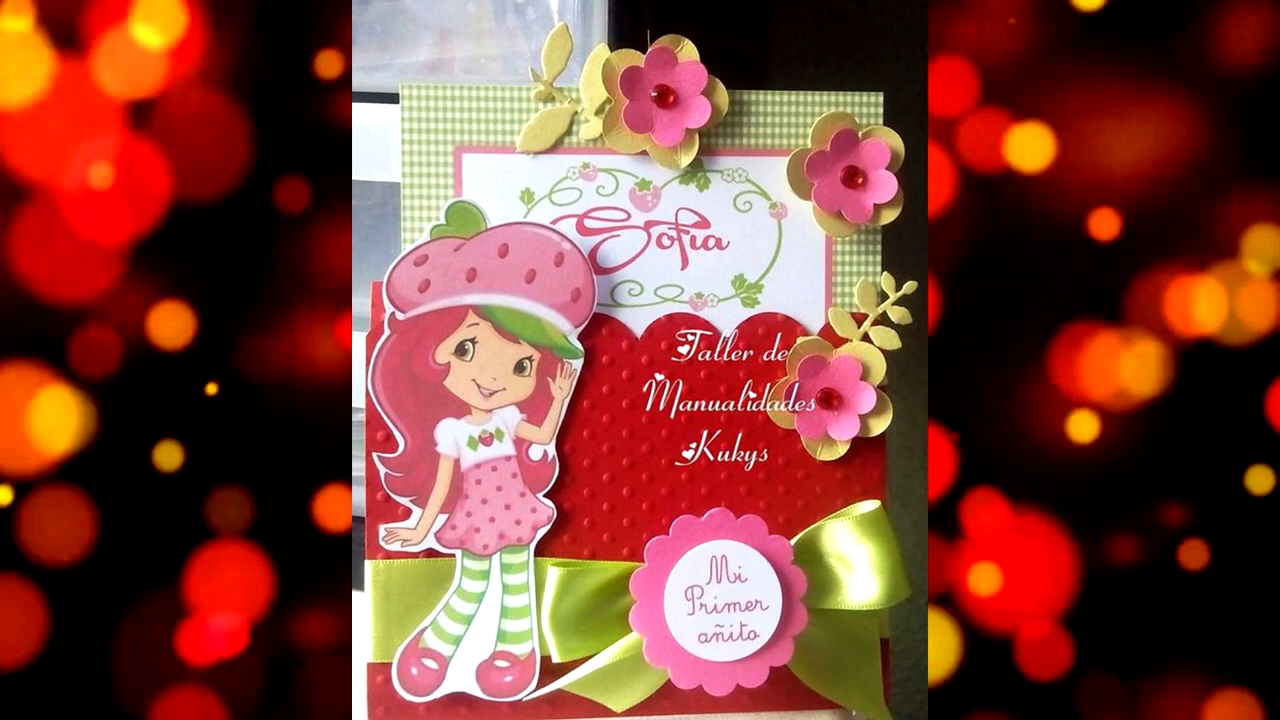 Sofia
Taller de
Manualidades
Kukys
Mi
Primer
añito